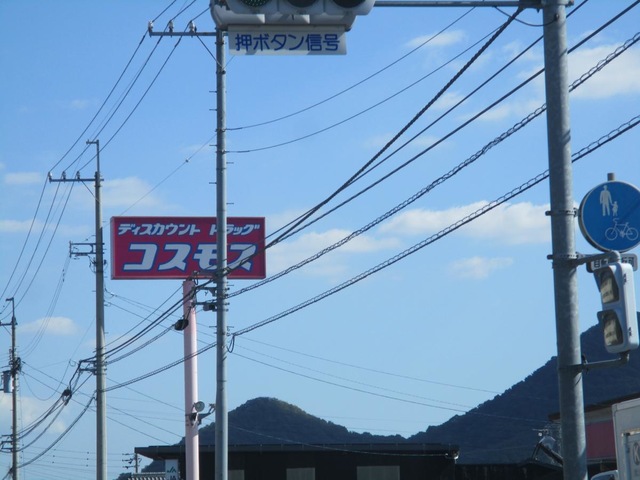 押ボタン信号
ディスカウント ドラッグ
コスモス